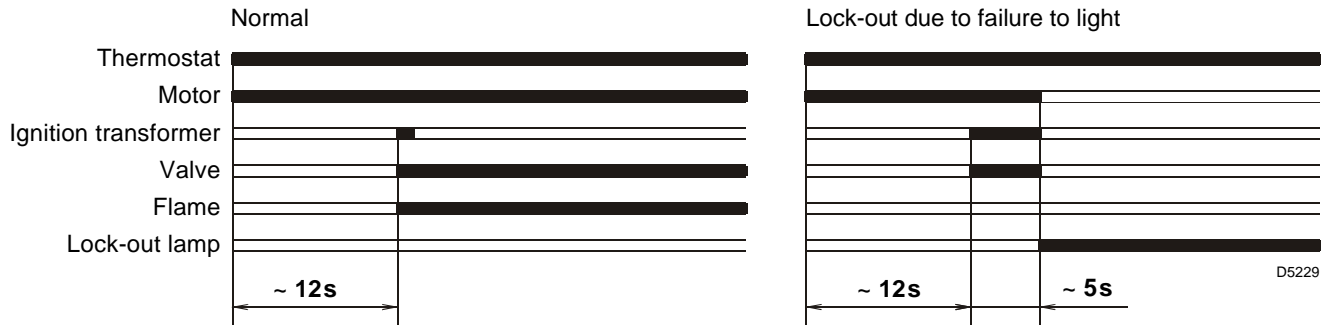 Normal
Lock-out due to failure to light
Thermostat
Motor
Ignition transformer
Valve
Flame
Lock-out lamp
D5229
~ 12s
~ 12s
~ 5s